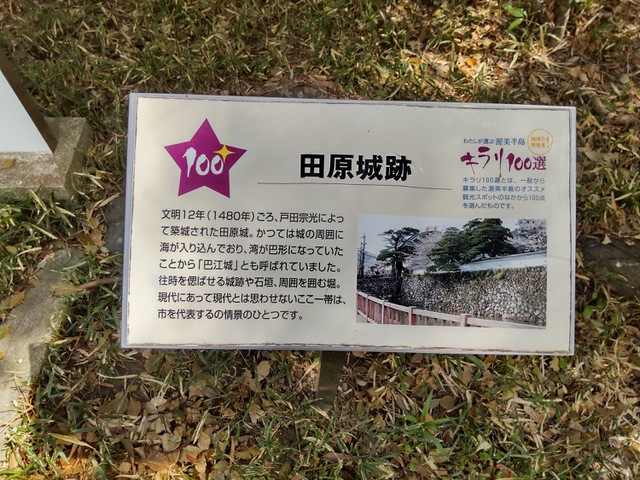 100
田原城跡
わたしが選ぶ渥美半島
キラリ100選
キラリ100選とは、一般から
募集した渥美半島のオススメ
観光スポットのなかから100点
を選んだものです。
文明12年（1480年）ごろ、戸田宗光によっ
て築城された田原城。かつては城の周囲に
海が入り込んでおり、湾が巴形になっていた
ことから「巴江城」とも呼ばれていました。
往時を偲ばせる城跡や石垣、周囲を囲む堀。
現代にあって現代とは思わせないここ一帯は、
市を代表するの情景のひとつです。